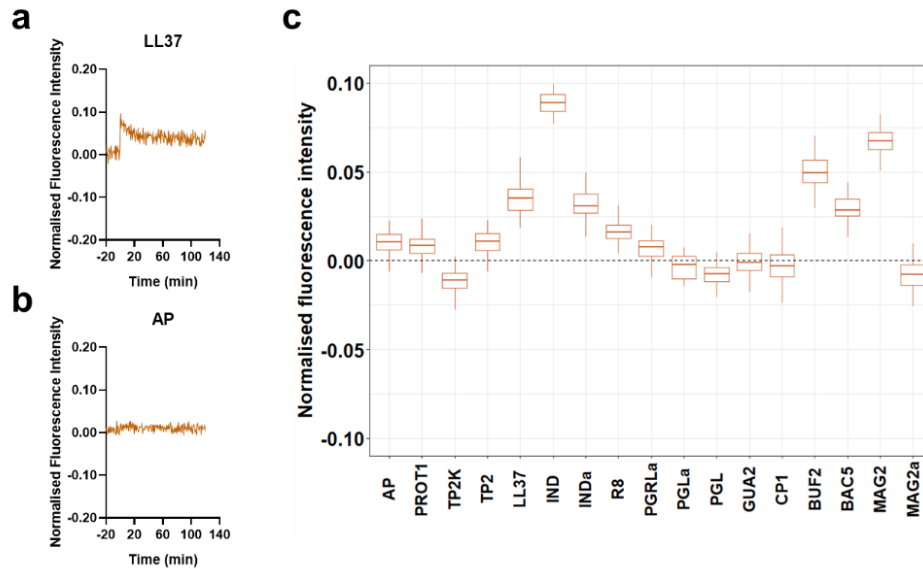 a
LL37
Normalised Fluorescence Intensity
0.20
0.10
0.00
-0.10
-0.20
-20 20 60 100 140
Time (min)
b
AP
Normalised Fluorescence Intensity
0.20
0.10
0.00
-0.10
-0.20
-20 20 60 100 140
Time (min)
c
Normalised fluorescence intensity
0.10
0.05
0.00
-0.05
-0.10
AP
PROT1
TP2K
TP2
LL37
IND
INDa
R8
PGRLa
PGLa
PGL
GUA2
CP1
BUF2
BAC5
MAG2
MAG2a